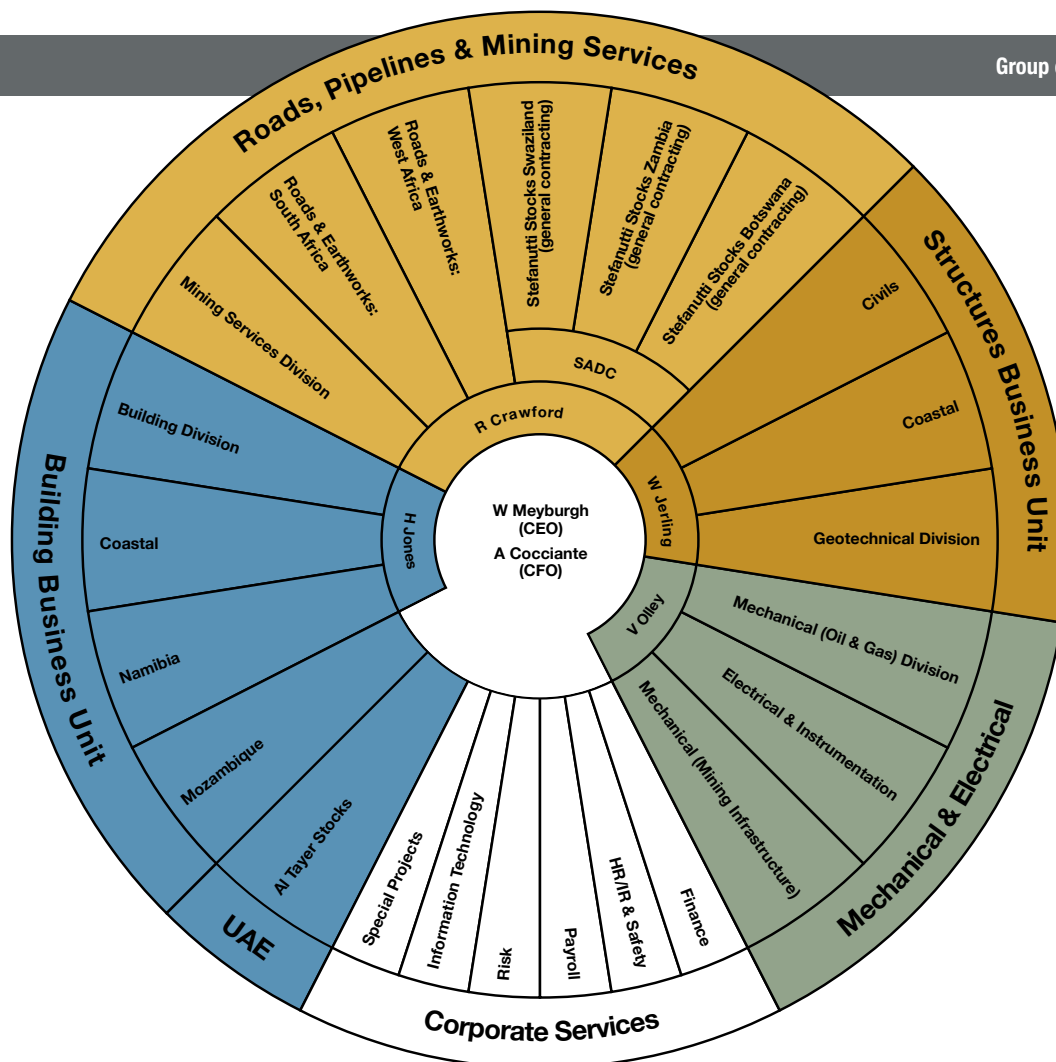 Group
Roads, Pipelines & Mining Services
Mining Services Division
Roads & Earthworks:
South Africa
Roads & Earthworks:
West Africa
Stefanutti Stocks Swaziland
(general contracting)
Stefanutti Stocks Zambia
(general contracting)
Stefanutti Stocks Botswana
(general contracting)
SADC
R Crawford
Structures Business Unit
Civils
Coastal
Geotechnical Division
W Jerling
Mechanical & Electrical
Mechanical (Oil & Gas) Division
Electrical & Instrumentation
Mechanical (Mining Infrastructure)
V Olley
Corporate Services
Finance
HR/IR & Safety
Payroll
Risk
Information Technology
Special Projects
UAE
Al Tayer Stocks
Building Business Unit
Building Division
Coastal
Namibia
Mozambique
H Jones
W Meyburgh
(CEO)
A Cocciante
(CFO)